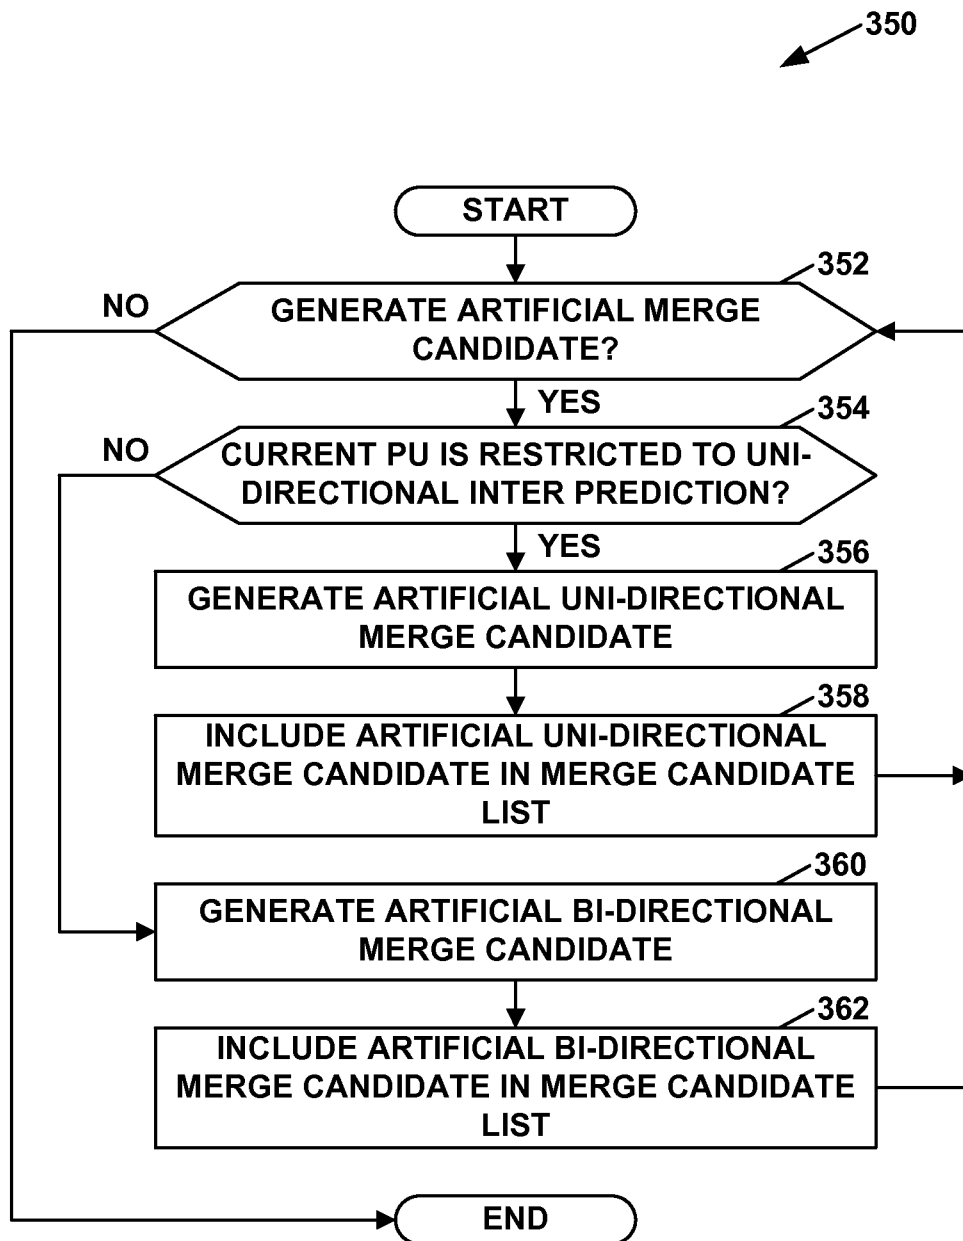 350
START
352
NO
GENERATE ARTIFICIAL MERGE
CANDIDATE?
YES
354
NO
CURRENT PU IS RESTRICTED TO UNI-
DIRECTIONAL INTER PREDICTION?
YES
356
GENERATE ARTIFICIAL UNI-DIRECTIONAL
MERGE CANDIDATE
358
INCLUDE ARTIFICIAL UNI-DIRECTIONAL
MERGE CANDIDATE IN MERGE CANDIDATE
LIST
360
GENERATE ARTIFICIAL BI-DIRECTIONAL
MERGE CANDIDATE
362
INCLUDE ARTIFICIAL BI-DIRECTIONAL
MERGE CANDIDATE IN MERGE CANDIDATE
LIST
END